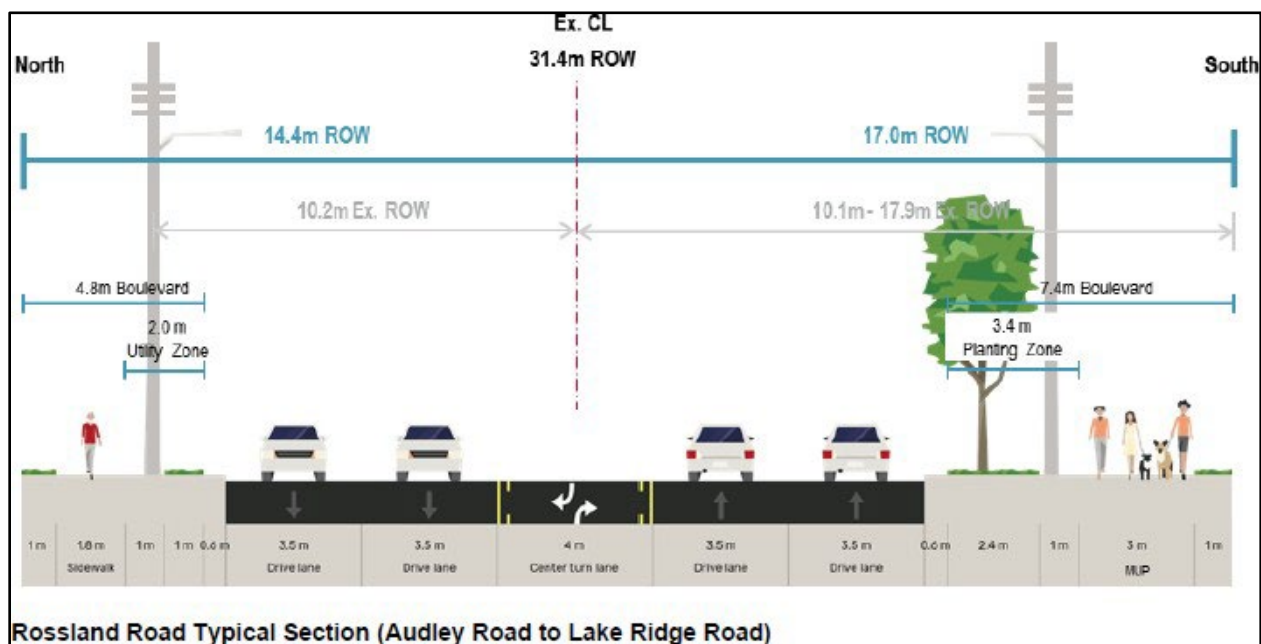 Ex. CL
31.4m ROW
North
South
14.4m ROW
17.0m ROW
10.2m Ex. ROW
10.1m - 17.9m Ex. ROW
4.8m Boulevard
7.4m Boulevard
2.0 m
Utility Zone
3.4 m
Planting Zone
1 m
1.8 m
1 m
1 m
0.6 m
3.5 m
3.5 m
4 m
3.5 m
3.5 m
0.6 m
2.4 m
1 m
3 m
1 m
Sidewalk
Drive lane
Drive lane
Center turn lane
Drive lane
Drive lane
MUP
Rossland Road Typical Section (Audley Road to Lake Ridge Road)